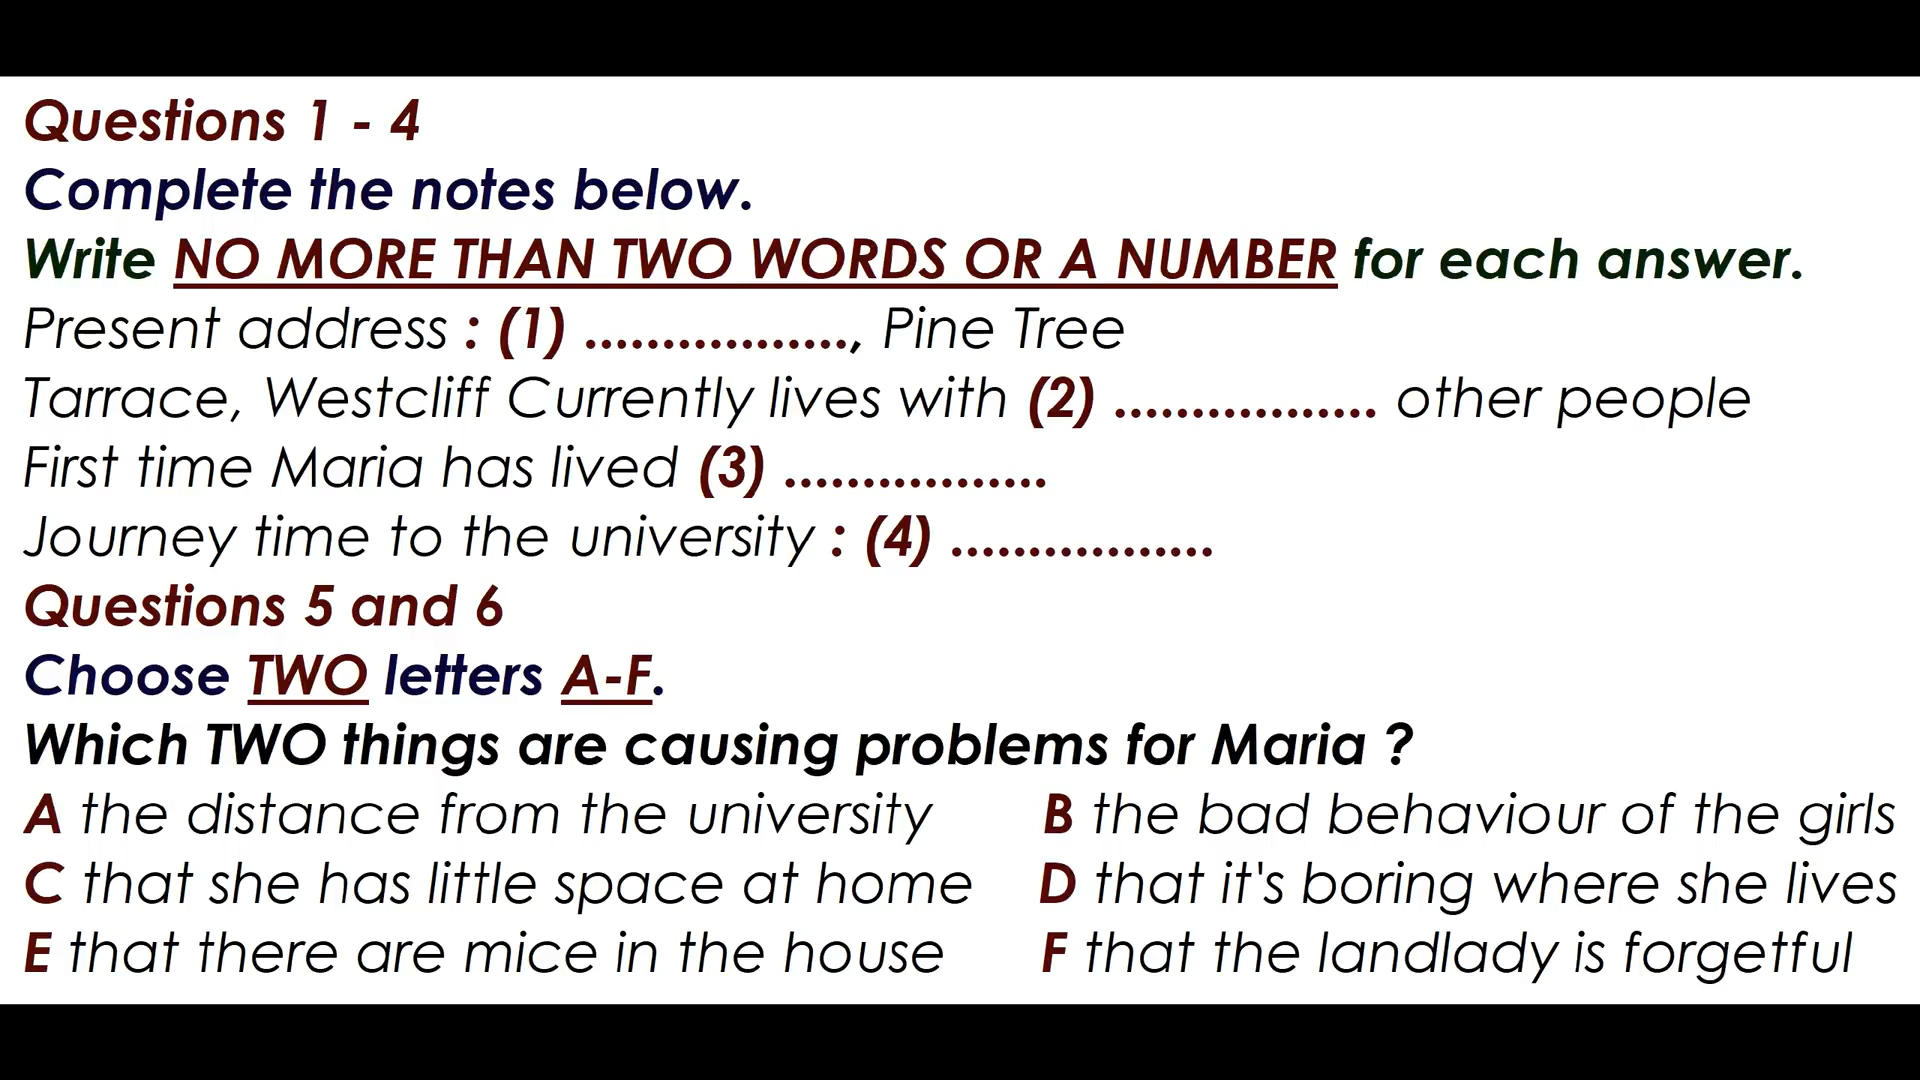 Questions 1 - 4
Complete the notes below.
Write NO MORE THAN TWO WORDS OR A NUMBER for each answer.
Present address : (1) ................., Pine Tree
Tarrace, Westcliff Currently lives with (2) ................. other people
First time Maria has lived (3) .................
Journey time to the university : (4) .................
Questions 5 and 6
Choose TWO letters A-F.
Which TWO things are causing problems for Maria ?
A the distance from the university B the bad behaviour of the girls
C that she has little space at home D that it's boring where she lives
E that there are mice in the house F that the landlady is forgetful